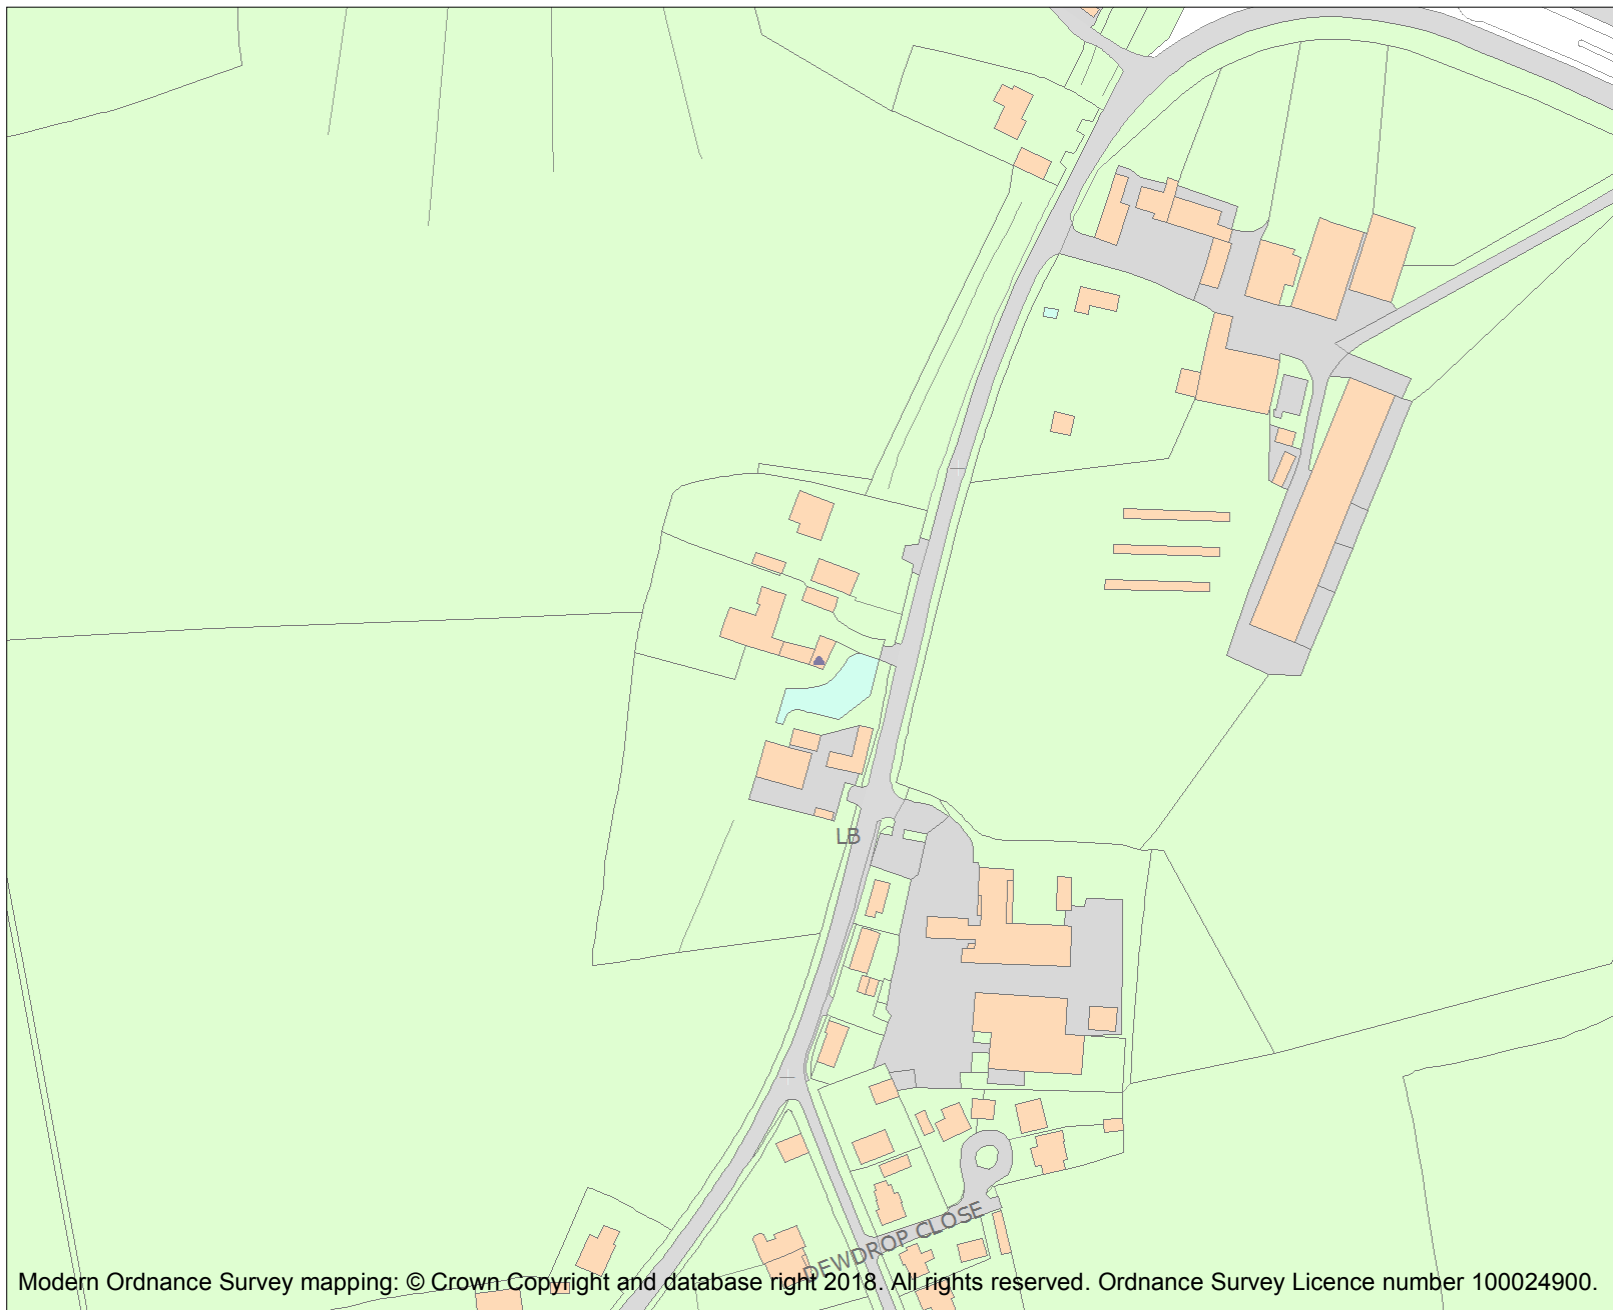 LB
DEWDROP CLOSE
Modern Ordnance Survey mapping: © Crown Copyright and database right 2018. All rights reserved. Ordnance Survey Licence number 100024900.